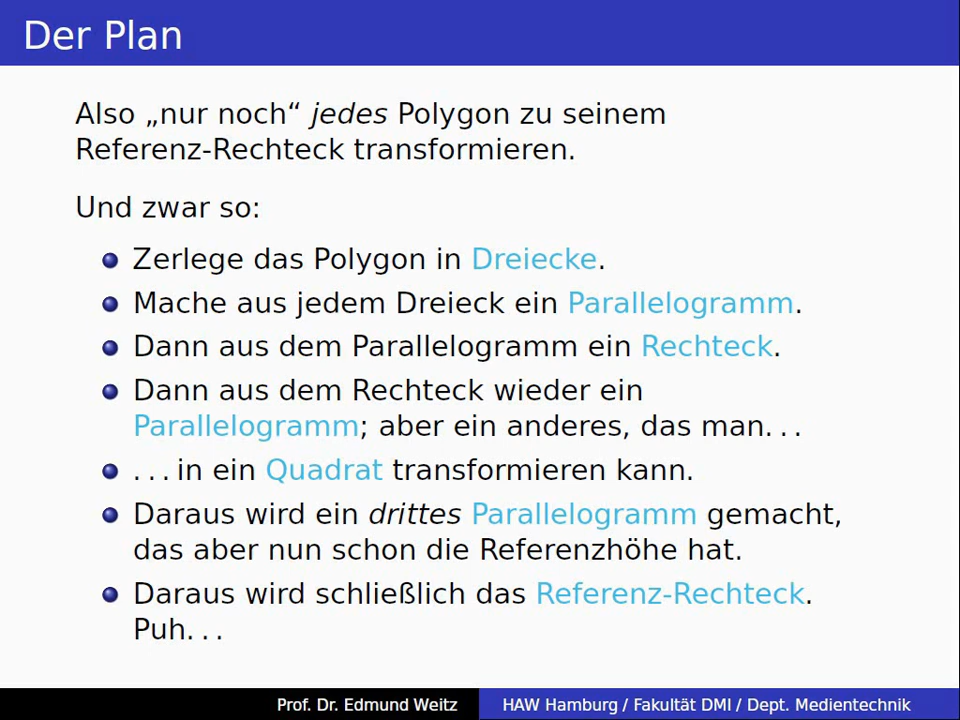 Der Plan
Also „nur noch“ jedes Polygon zu seinem
Referenz-Rechteck transformieren.
Und zwar so:
Zerlege das Polygon in Dreiecke.
Mache aus jedem Dreieck ein Parallelogramm.
Dann aus dem Parallelogramm ein Rechteck.
Dann aus dem Rechteck wieder ein
Parallelogramm; aber ein anderes, das man. . .
. . . in ein Quadrat transformieren kann.
Daraus wird ein drittes Parallelogramm gemacht,
das aber nun schon die Referenzhöhe hat.
Daraus wird schließlich das Referenz-Rechteck.
Puh. . .
Prof. Dr. Edmund Weitz
HAW Hamburg / Fakultät DMI / Dept. Medientechnik